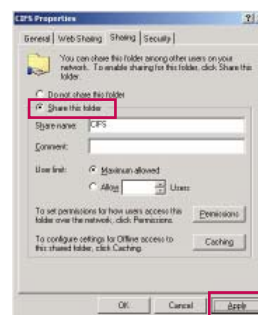 CIFS Properties
General Web Sharing Sharing Security
You can share this folder among other users on your
network. To enable sharing for this folder, click Share this
folder.
Do not share this folder
Share this folder
Share name: CIFS
Comment:
User limit: Maximum allowed
Allow Users
To set permissions for how users access this
folder over the network, click Permissions.
Permissions
To configure settings for Offline access to
this shared folder, click Caching.
Caching
OK Cancel Apply